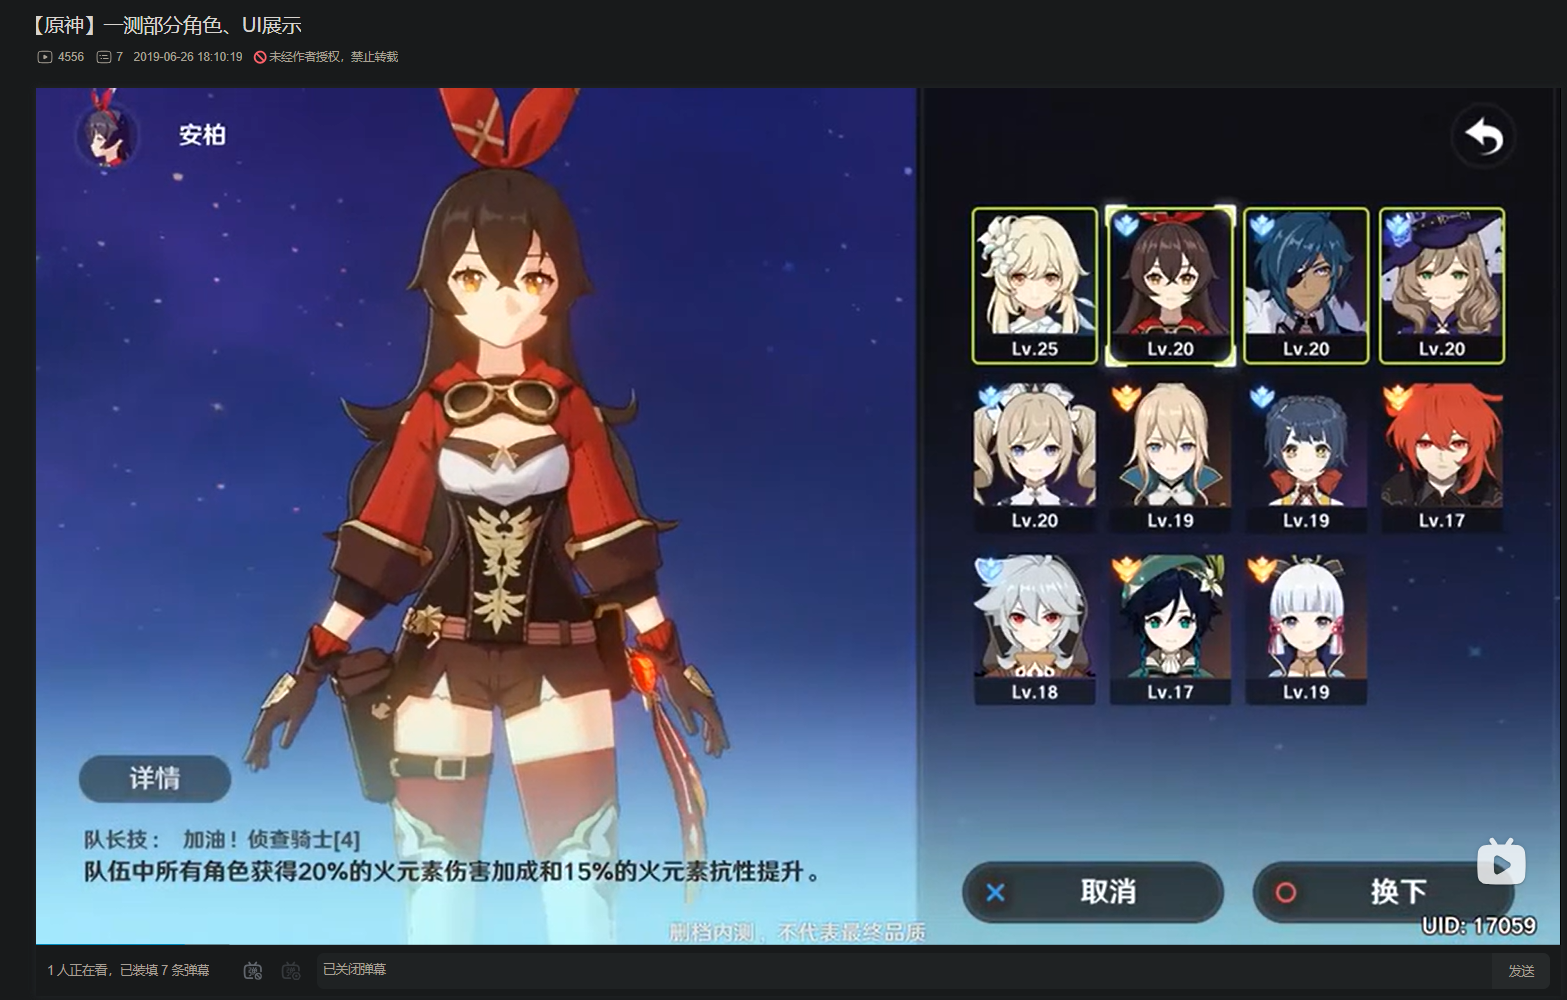 【原神】一测部分角色、UI展示
4556 7 2019-06-26 18:10:19 未经作者授权，禁止转载
安柏
Lv.25 Lv.20 Lv.20 Lv.20
Lv.20 Lv.19 Lv.19 Lv.17
Lv.18 Lv.17 Lv.19
详情
队长技： 加油！侦查骑士[4]
队伍中所有角色获得20%的火元素伤害加成和15%的火元素抗性提升。
取消 换下
UID: 17059
删档内测，不代表最终品质
1 人正在看，已装填 7 条弹幕 已关闭弹幕 发送